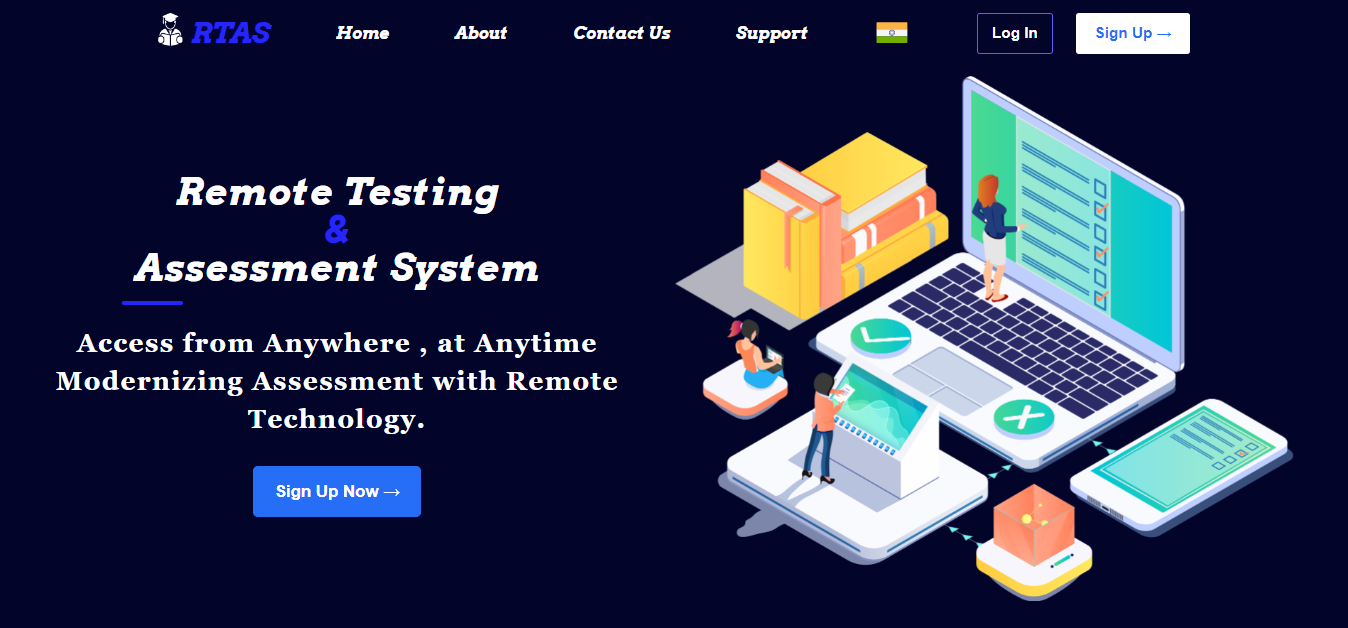 RTAS Home About Contact Us Support Log In Sign Up →
Remote Testing
&
Assessment System
Access from Anywhere , at Anytime
Modernizing Assessment with Remote
Technology.
Sign Up Now →